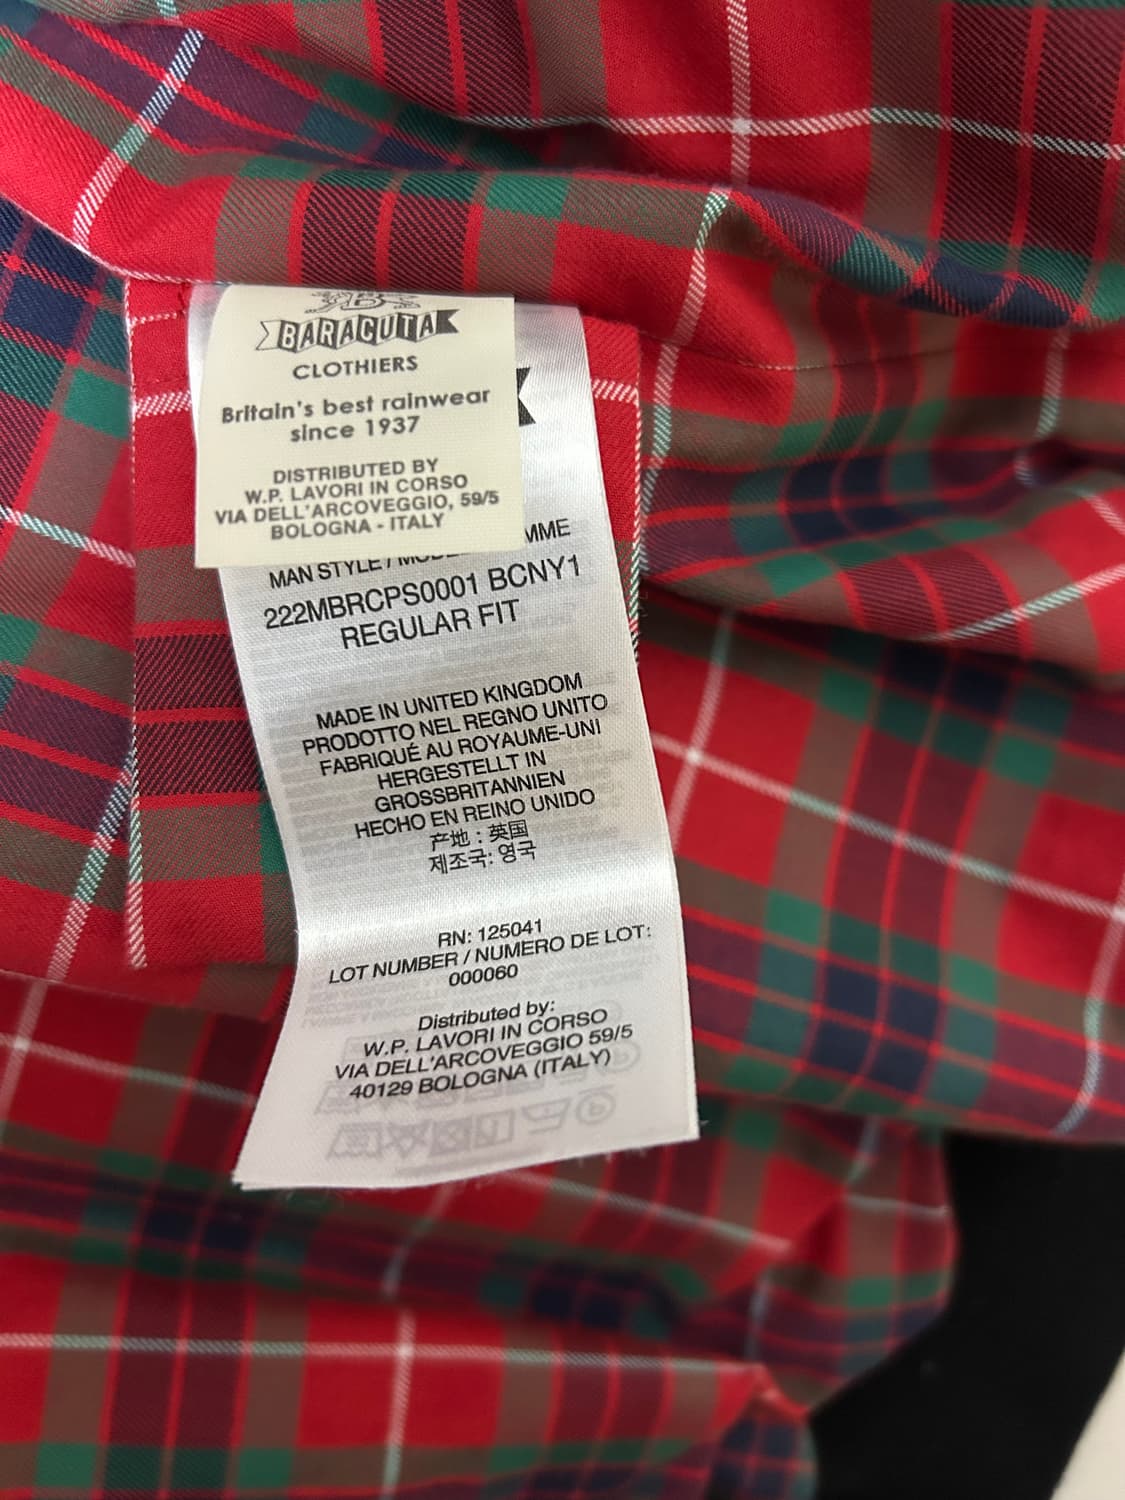 BARACUTA
CLOTHIERS
Britain's best rainwear
since 1937
DISTRIBUTED BY
W.P. LAVORI IN CORSO
VIA DELL'ARCOVEGGIO, 59/5
BOLOGNA - ITALY
MAN STYLE /
222MBRCPS0001 BCNY1
REGULAR FIT
MADE IN UNITED KINGDOM
PRODOTTO NEL REGNO UNITO
FABRIQUÉ AU ROYAUME-UNI
HERGESTELLT IN
GROSSBRITANNIEN
HECHO EN REINO UNIDO
产地 : 英国
제조국: 영국
RN: 125041
LOT NUMBER / NUMERO DE LOT:
000060
Distributed by:
W.P. LAVORI IN CORSO
VIA DELL'ARCOVEGGIO 59/5
40129 BOLOGNA (ITALY)